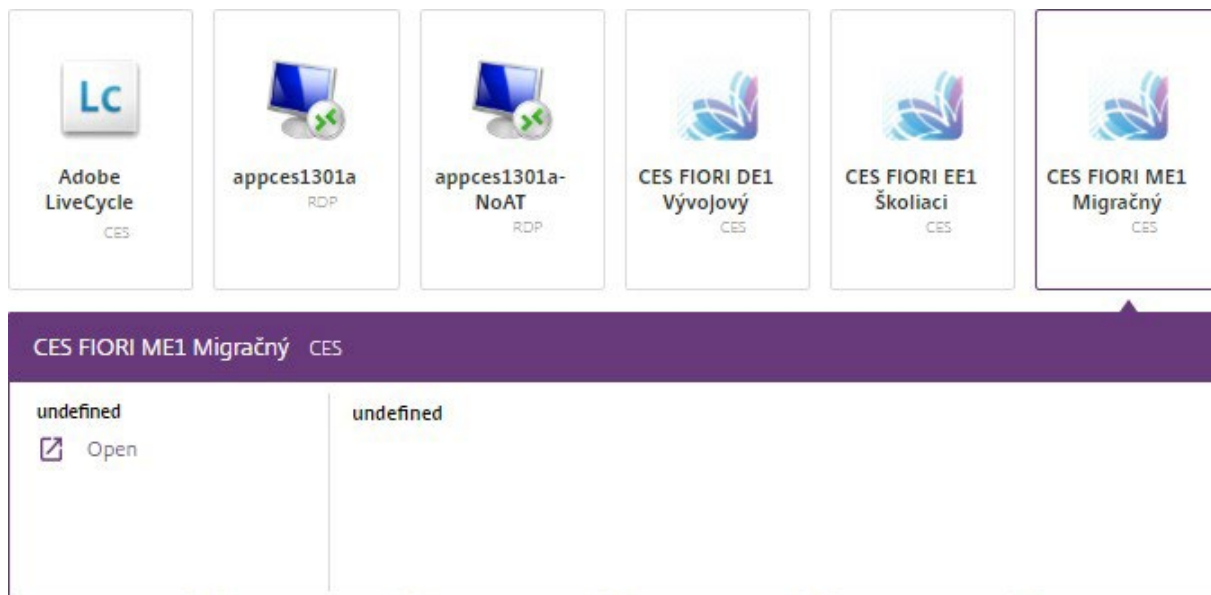 Lc
Adobe
LiveCycle
CES
appces1301a
RDP
appces1301a-
NoAT
RDP
CES FIORI DE1
Vývojový
CES
CES FIORI EE1
Školiaci
CES
CES FIORI ME1
Migračný
CES
CES FIORI ME1 Migračný CES
undefined
Open
undefined